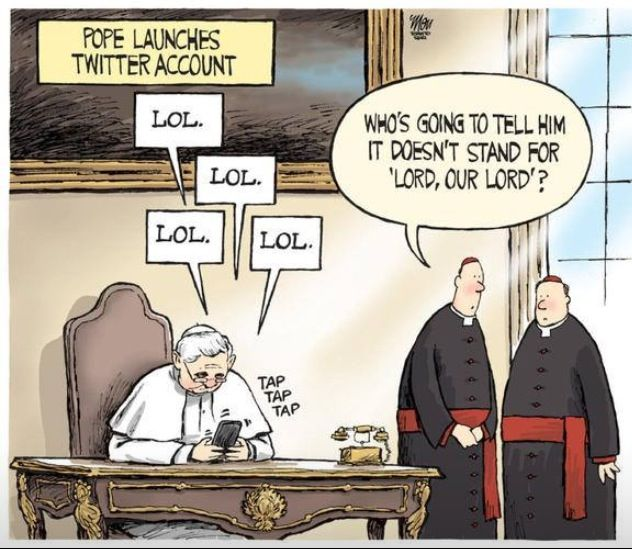 POPE LAUNCHES
TWITTER ACCOUNT
LOL.
LOL.
LOL.
LOL.
WHO'S GOING TO TELL HIM
IT DOESN'T STAND FOR
'LORD, OUR LORD'?
TAP
TAP
TAP